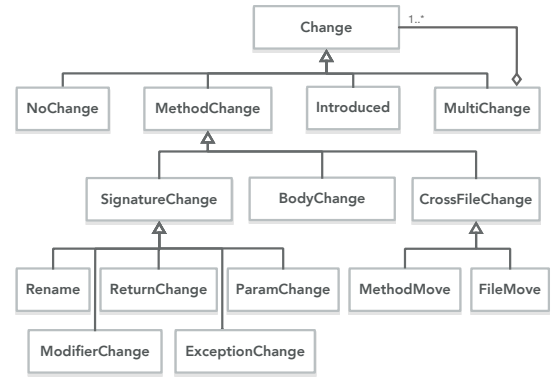 Change
1..*
NoChange
MethodChange
Introduced
MultiChange
SignatureChange
BodyChange
CrossFileChange
Rename
ReturnChange
ParamChange
MethodMove
FileMove
ModifierChange
ExceptionChange